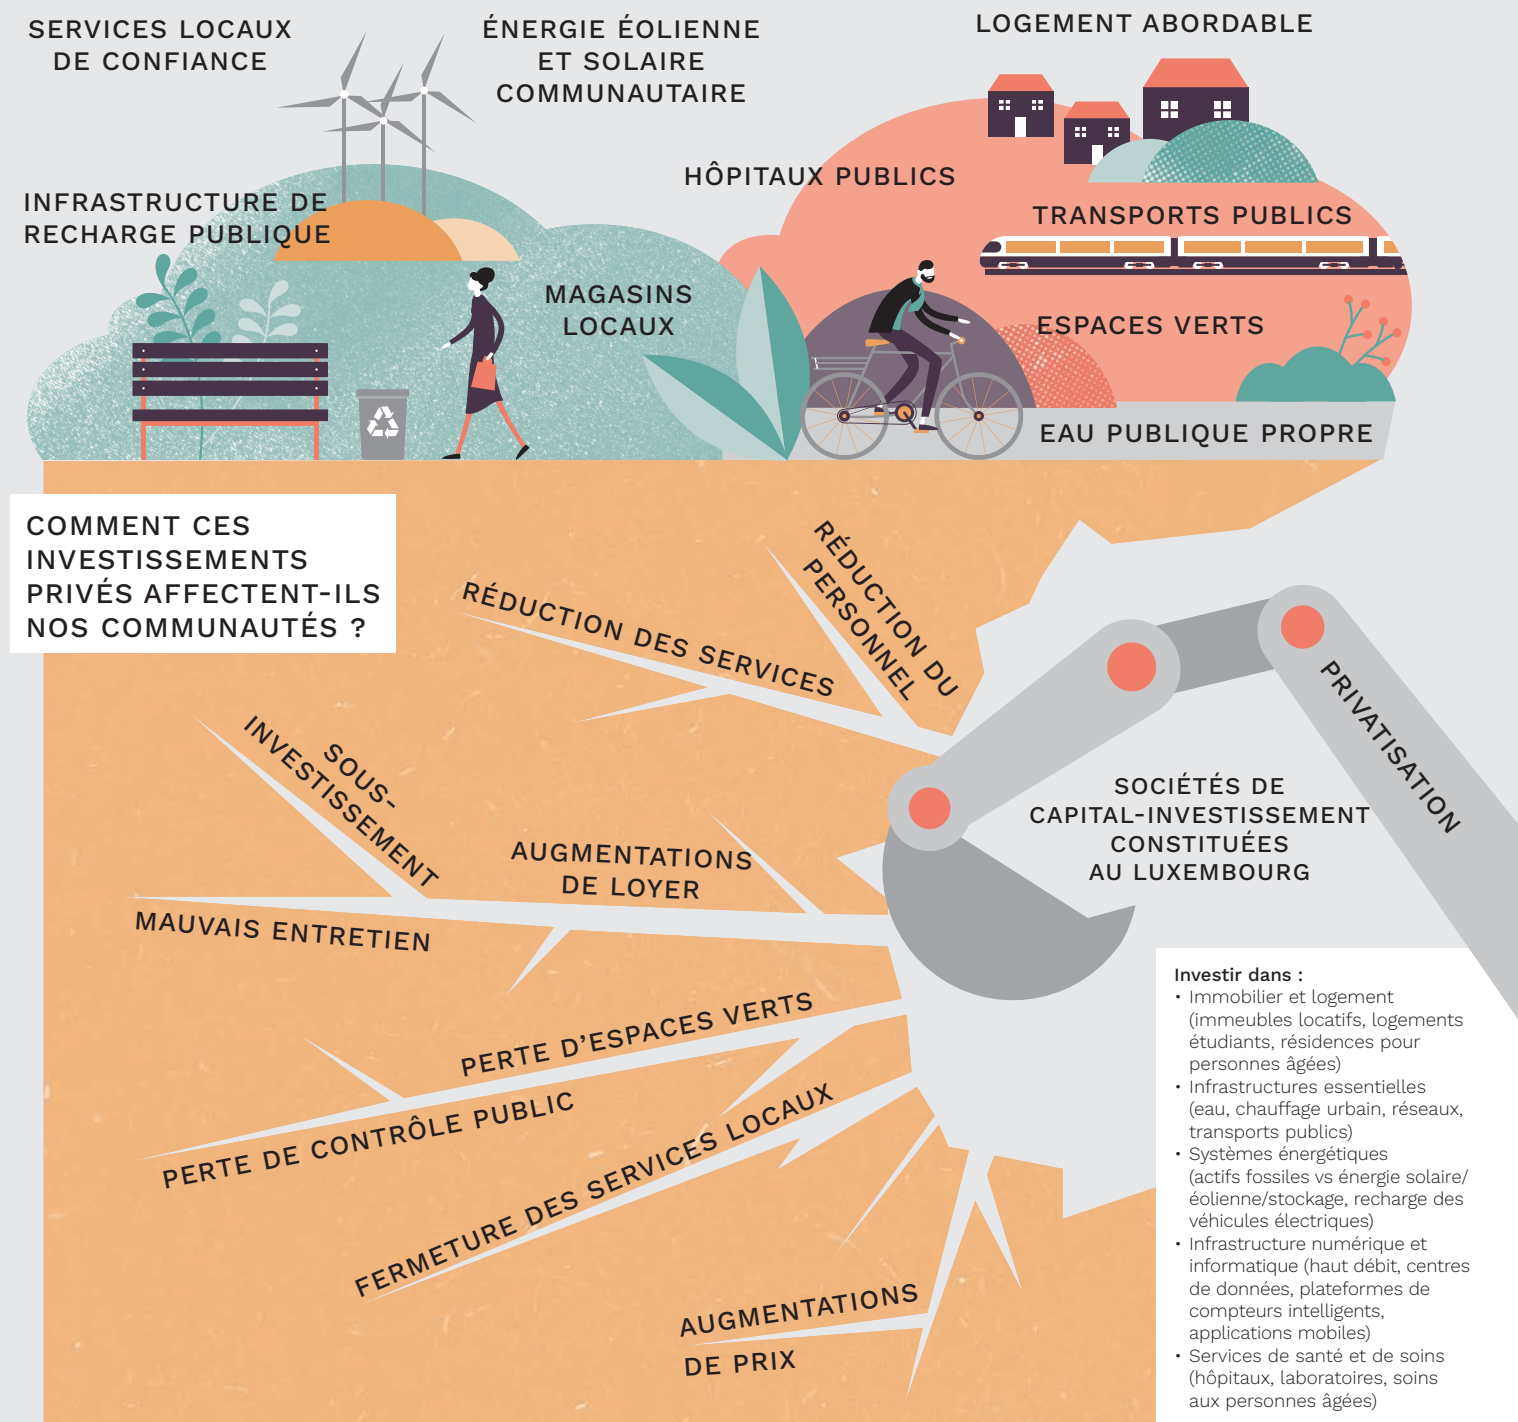 SERVICES LOCAUX
DE CONFIANCE
ÉNERGIE ÉOLIENNE
ET SOLAIRE
COMMUNAUTAIRE
LOGEMENT ABORDABLE
HÔPITAUX PUBLICS
INFRASTRUCTURE DE
RECHARGE PUBLIQUE
TRANSPORTS PUBLICS
MAGASINS
LOCAUX
ESPACES VERTS
EAU PUBLIQUE PROPRE
COMMENT CES
INVESTISSEMENTS
PRIVÉS AFFECTENT-ILS
NOS COMMUNAUTÉS ?
RÉDUCTION DU
PERSONNEL
RÉDUCTION DES SERVICES
SOUS-
INVESTISSEMENT
AUGMENTATIONS
DE LOYER
MAUVAIS ENTRETIEN
PERTE D'ESPACES VERTS
PERTE DE CONTRÔLE PUBLIC
FERMETURE DES SERVICES LOCAUX
AUGMENTATIONS
DE PRIX
PRIVATISATION
SOCIÉTÉS DE
CAPITAL-INVESTISSEMENT
CONSTITUÉES
AU LUXEMBOURG
Investir dans :
• Immobilier et logement
(immeubles locatifs, logements
étudiants, résidences pour
personnes âgées)
• Infrastructures essentielles
(eau, chauffage urbain, réseaux,
transports publics)
• Systèmes énergétiques
(actifs fossiles vs énergie solaire/
éolienne/stockage, recharge des
véhicules électriques)
• Infrastructure numérique et
informatique (haut débit, centres
de données, plateformes de
compteurs intelligents,
applications mobiles)
• Services de santé et de soins
(hôpitaux, laboratoires, soins
aux personnes âgées)